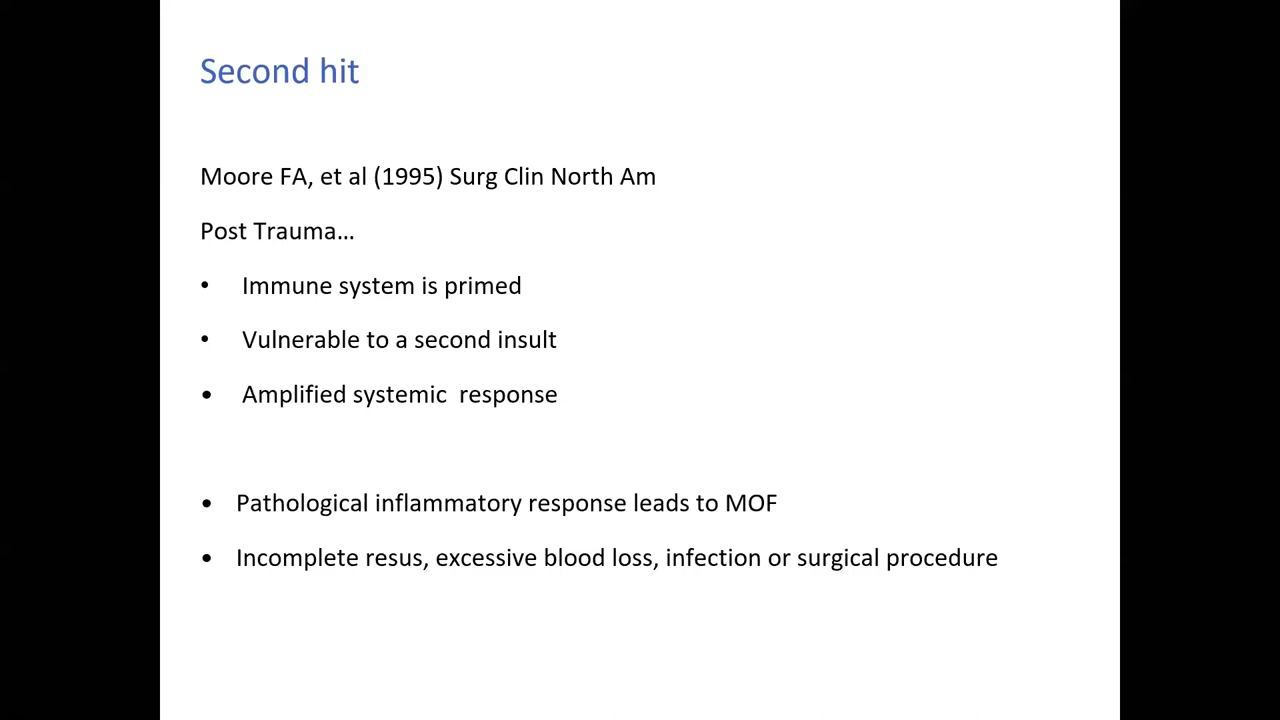 Second hit
Moore FA, et al (1995) Surg Clin North Am
Post Trauma...
• Immune system is primed
• Vulnerable to a second insult
• Amplified systemic  response
• Pathological inflammatory response leads to MOF
• Incomplete resus, excessive blood loss, infection or surgical procedure